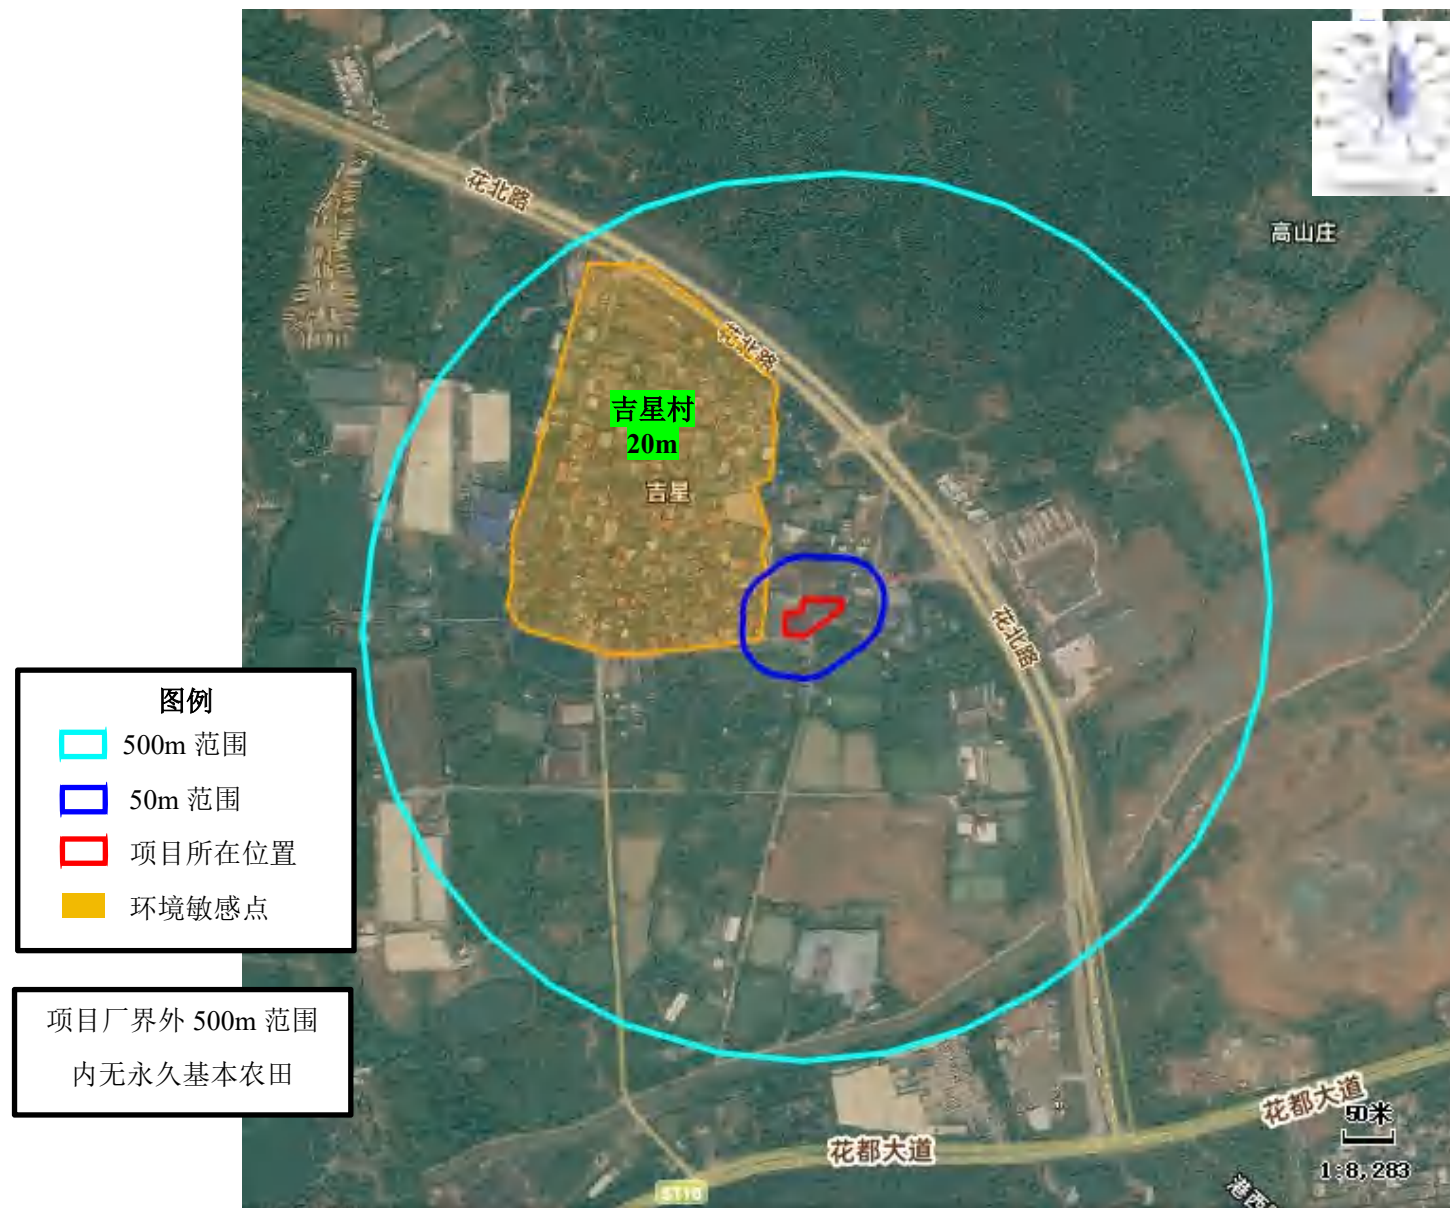 花北路
高山庄
花北路
吉星村
20m
吉星
花北路
图例
500m 范围
50m 范围
项目所在位置
环境敏感点
项目厂界外 500m 范围
内无永久基本农田
花都大道
50米
花都大道
1:8,283
港西